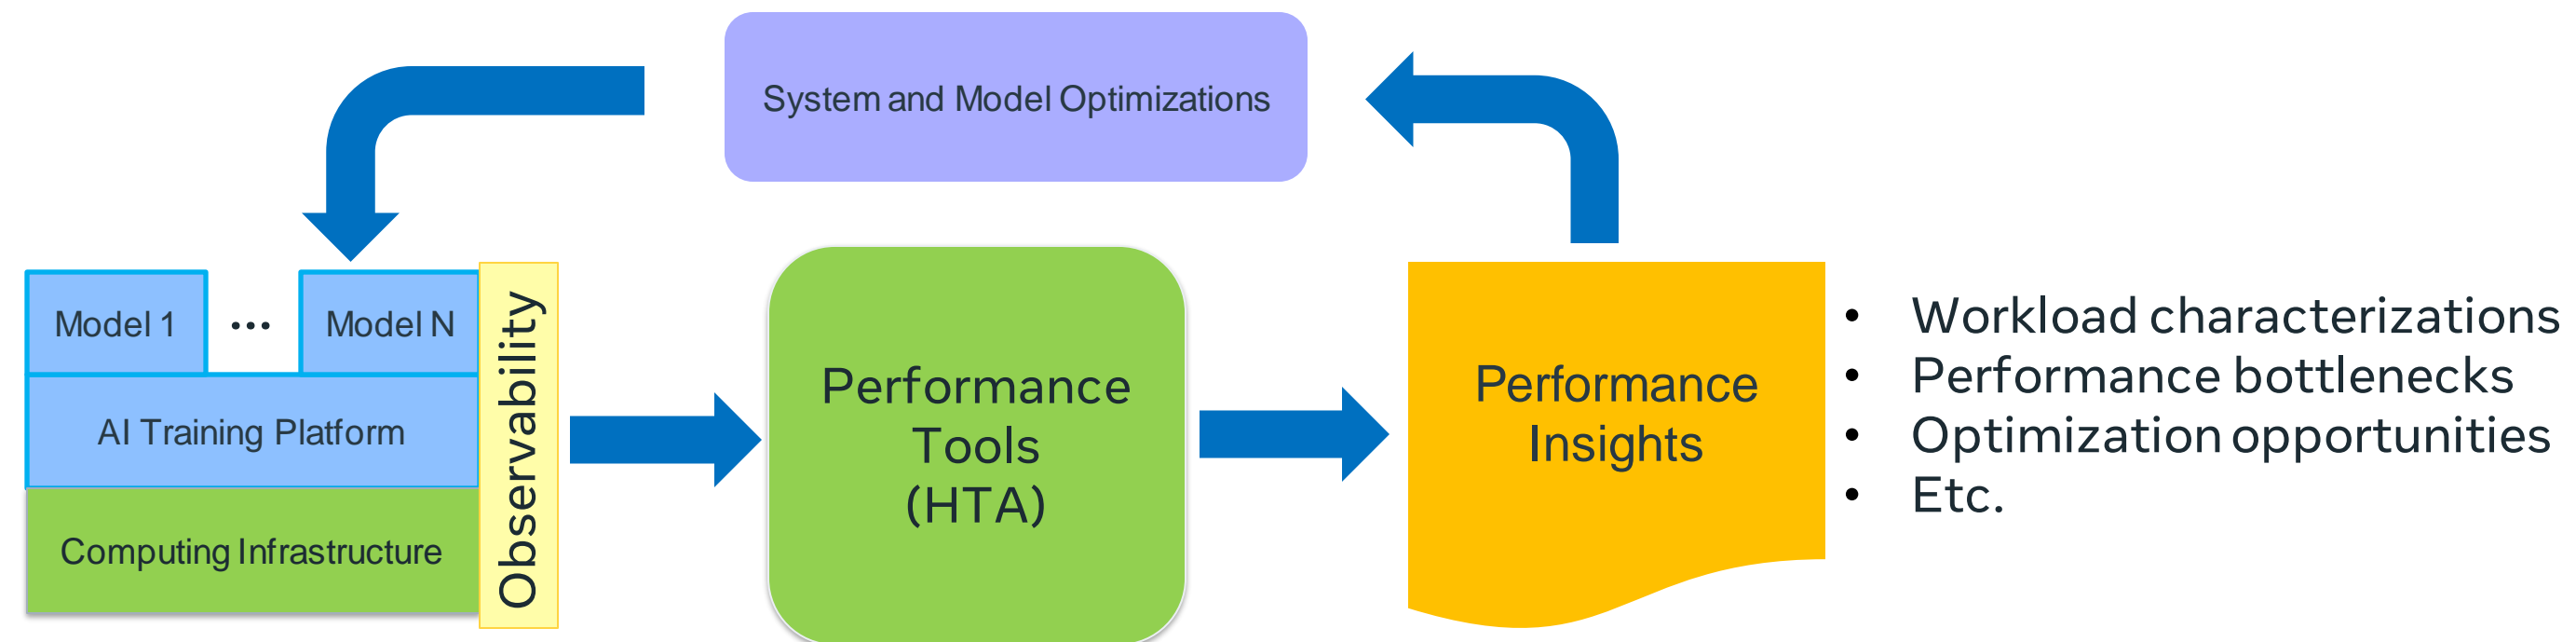 System and Model Optimizations
Model 1
...
Model N
AI Training Platform
Computing Infrastructure
Observability
Performance
Tools
(HTA)
Performance
Insights
• Workload characterizations
• Performance bottlenecks
• Optimization opportunities
• Etc.